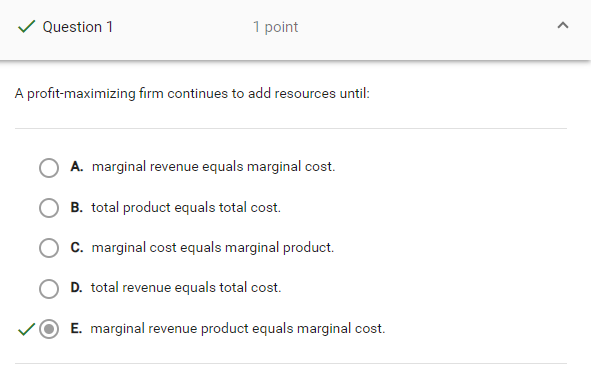 Question 1 1 point
A profit-maximizing firm continues to add resources until:
A. marginal revenue equals marginal cost.
B. total product equals total cost.
C. marginal cost equals marginal product.
D. total revenue equals total cost.
E. marginal revenue product equals marginal cost.